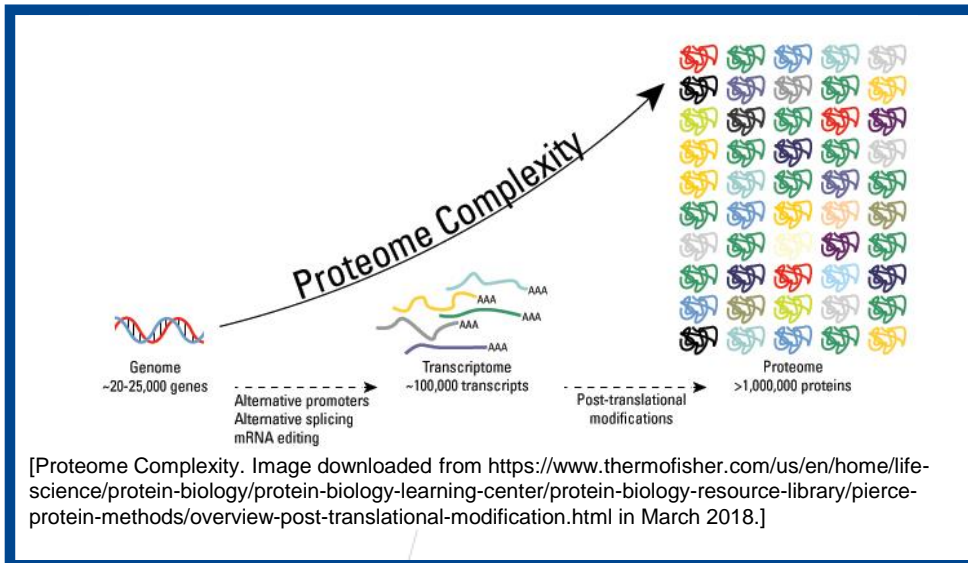 Proteome Complexity
AAA
AAA
AAA
AAA
AAA
Genome
~20-25,000 genes
Alternative promoters
Alternative splicing
mRNA editing
Transcriptome
~100,000 transcripts
Post-translational
modifications
Proteome
>1,000,000 proteins
[Proteome Complexity. Image downloaded from https://www.thermofisher.com/us/en/home/life-
science/protein-biology/protein-biology-learning-center/protein-biology-resource-library/pierce-
protein-methods/overview-post-translational-modification.html in March 2018.]